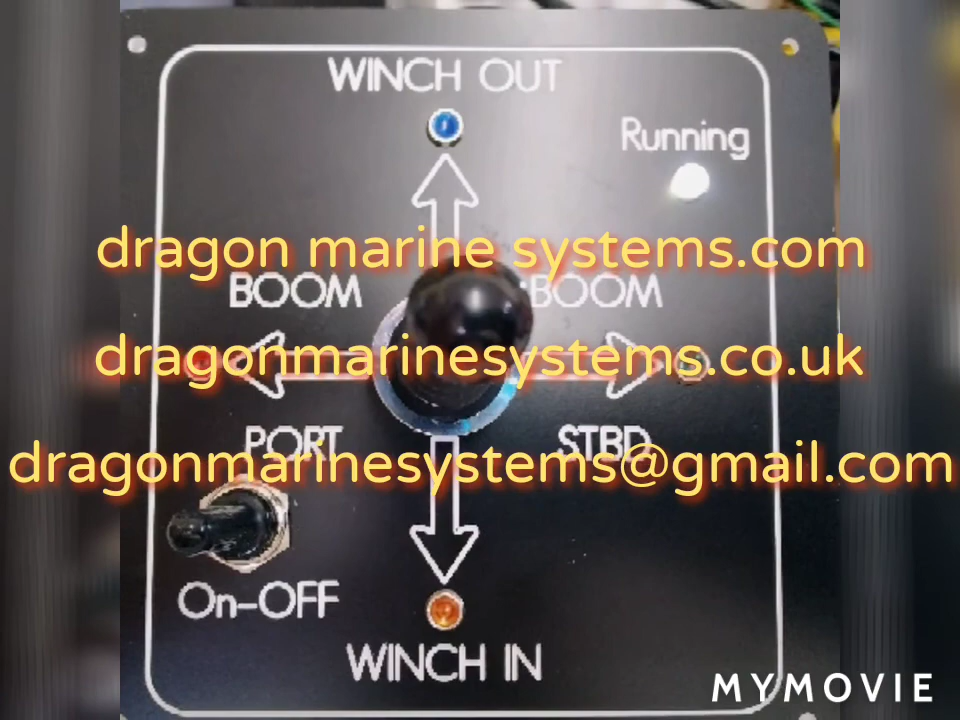 WINCH OUT
Running
dragon marine systems.com
BOOM BOOM
dragonmarinesystems.co.uk
PORT STBD
dragonmarinesystems@gmail.com
On-OFF
WINCH IN
MYMOVIE